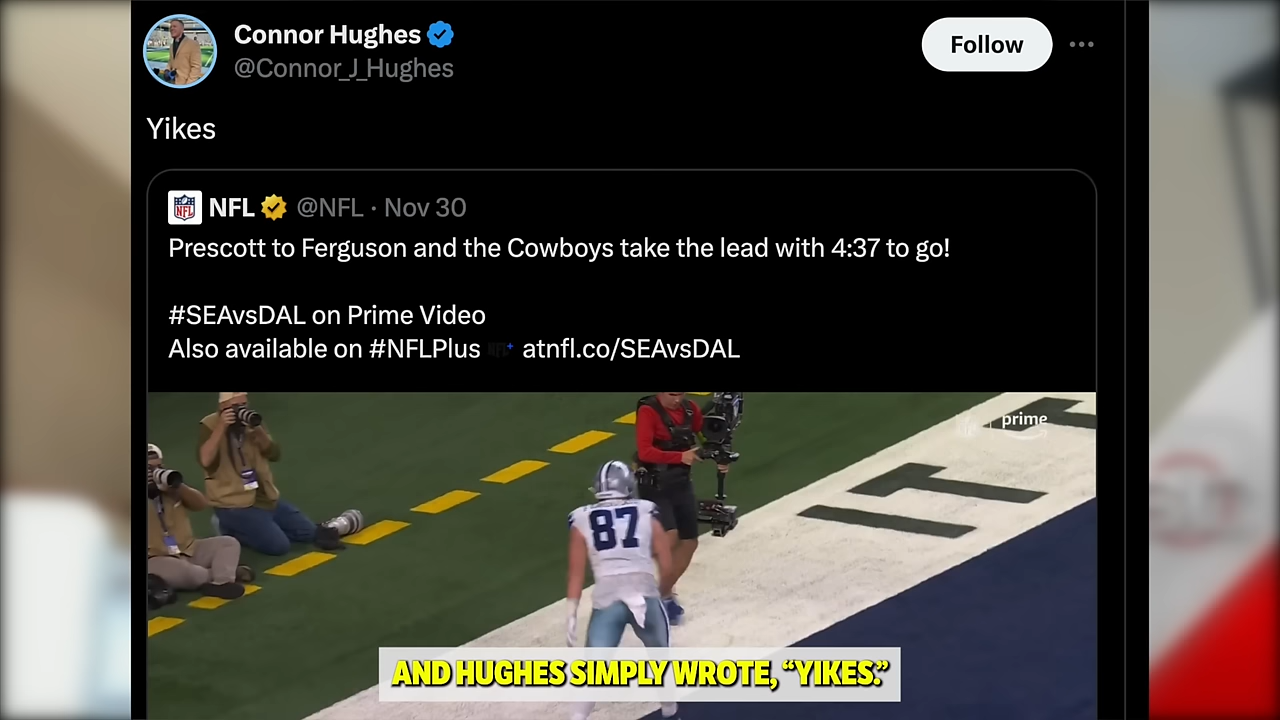 Connor Hughes
@Connor_J_Hughes
Follow
Yikes
NFL @NFL · Nov 30
Prescott to Ferguson and the Cowboys take the lead with 4:37 to go!
#SEAvsDAL on Prime Video
Also available on #NFLPlus NFL+ atnfl.co/SEAvsDAL
prime
IT T
87
AND HUGHES SIMPLY WROTE, “YIKES.”